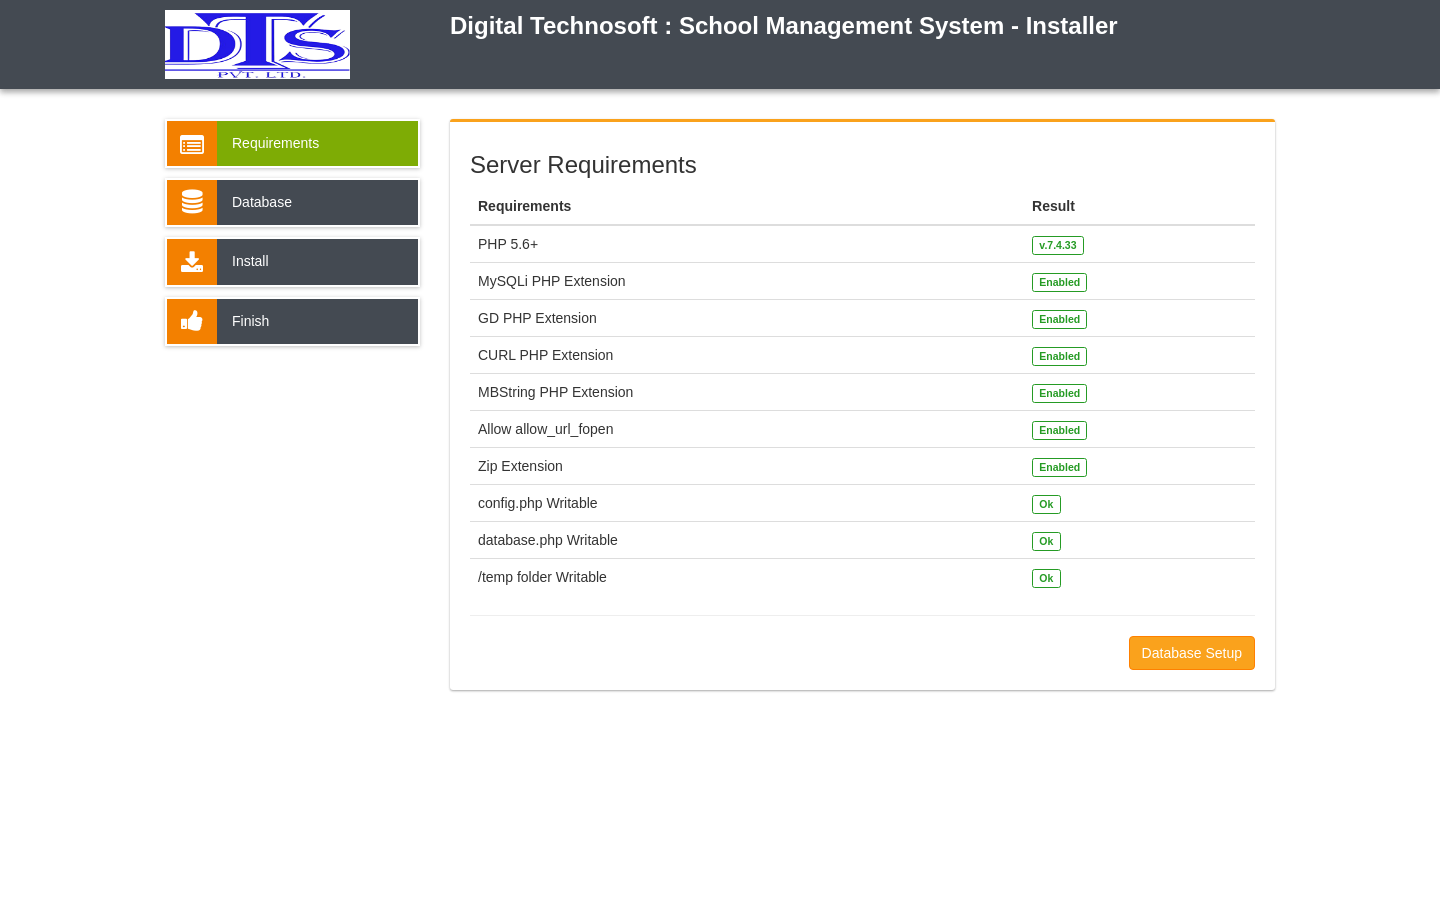 DTS
PVT. LTD.
Digital Technosoft : School Management System - Installer
Requirements
Database
Install
Finish
Server Requirements
Requirements Result
PHP 5.6+ v.7.4.33
MySQLi PHP Extension Enabled
GD PHP Extension Enabled
CURL PHP Extension Enabled
MBString PHP Extension Enabled
Allow allow_url_fopen Enabled
Zip Extension Enabled
config.php Writable Ok
database.php Writable Ok
/temp folder Writable Ok
Database Setup